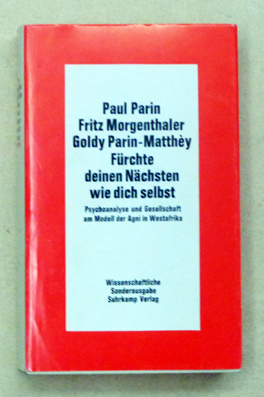 Paul Parin
Fritz Morgenthaler
Goldy Parin-Matthèy
Fürchte
deinen Nächsten
wie dich selbst
Psychoanalyse und Gesellschaft
am Modell der Agni in Westafrika
Wissenschaftliche
Sonderausgabe
Suhrkamp Verlag